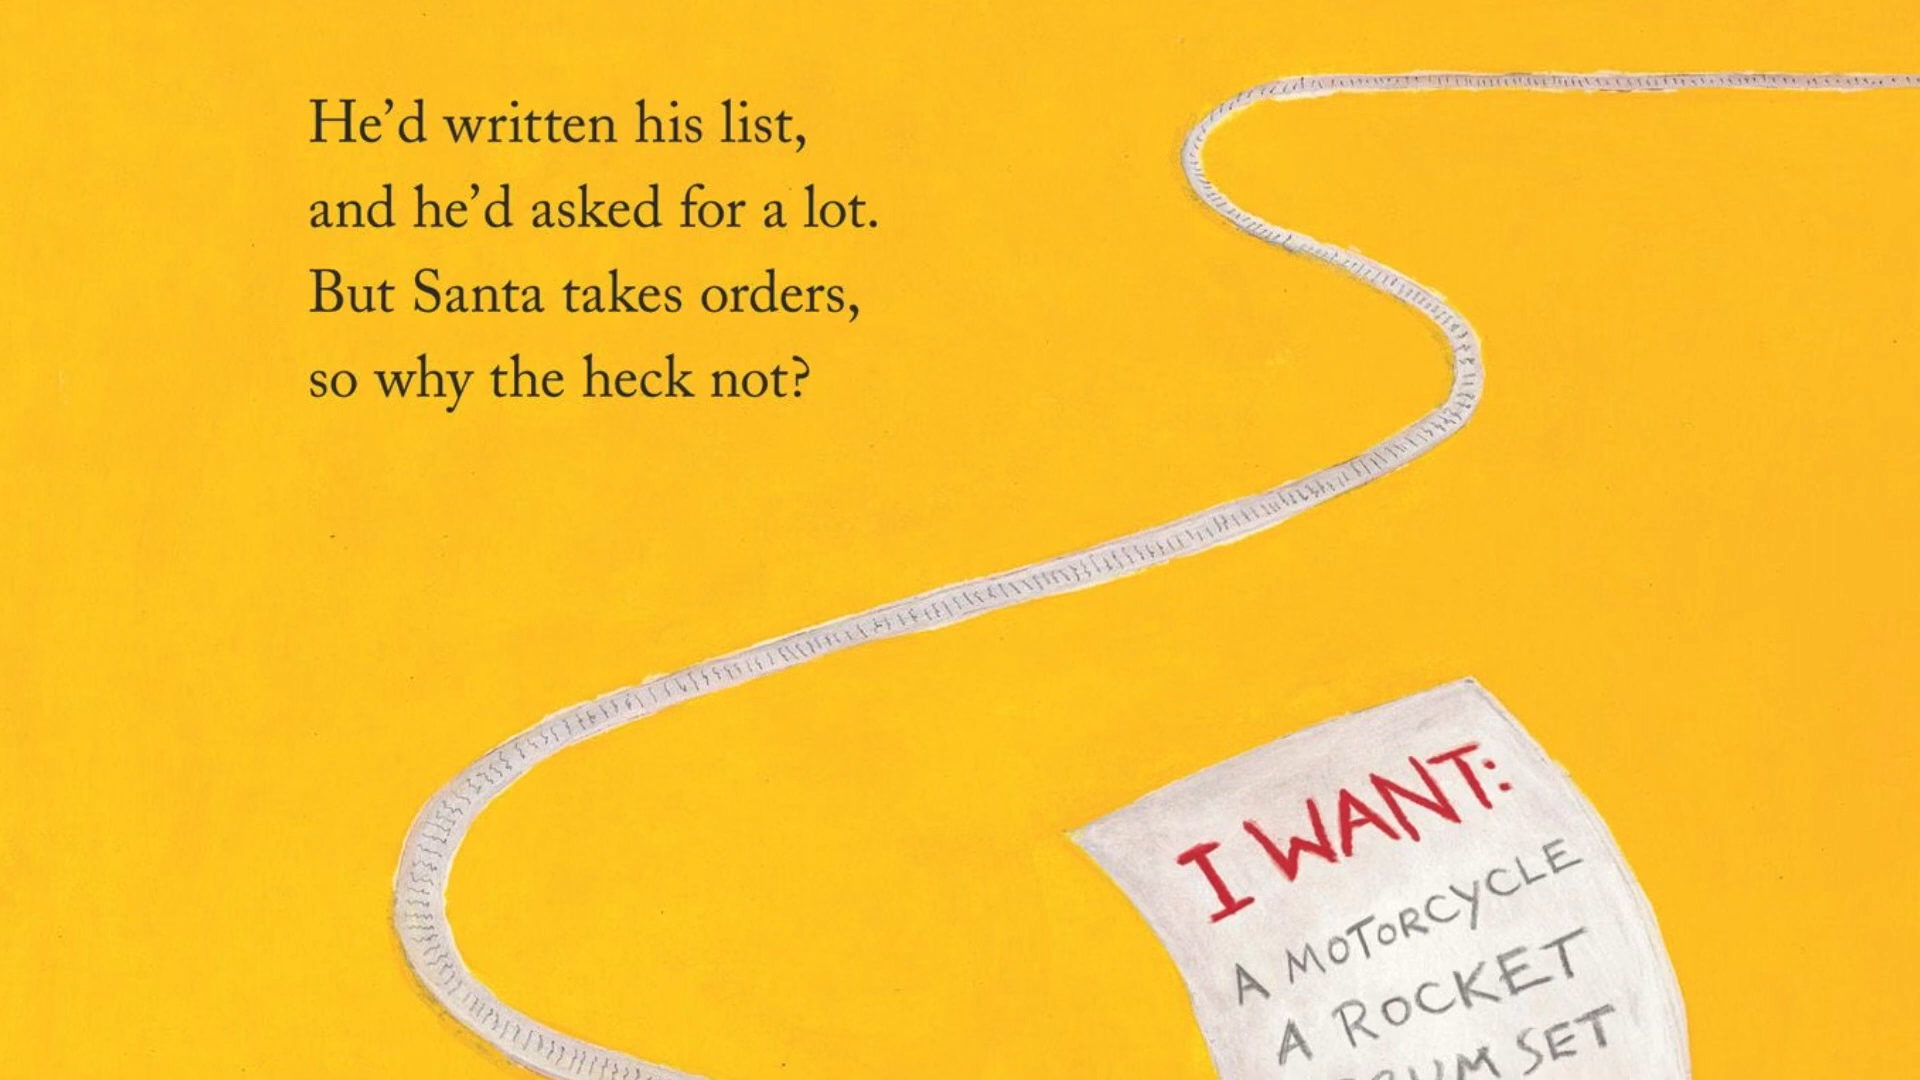 He’d written his list,
and he’d asked for a lot.
But Santa takes orders,
so why the heck not?
I WANT:
A MOTORCYCLE
A ROCKET
SET